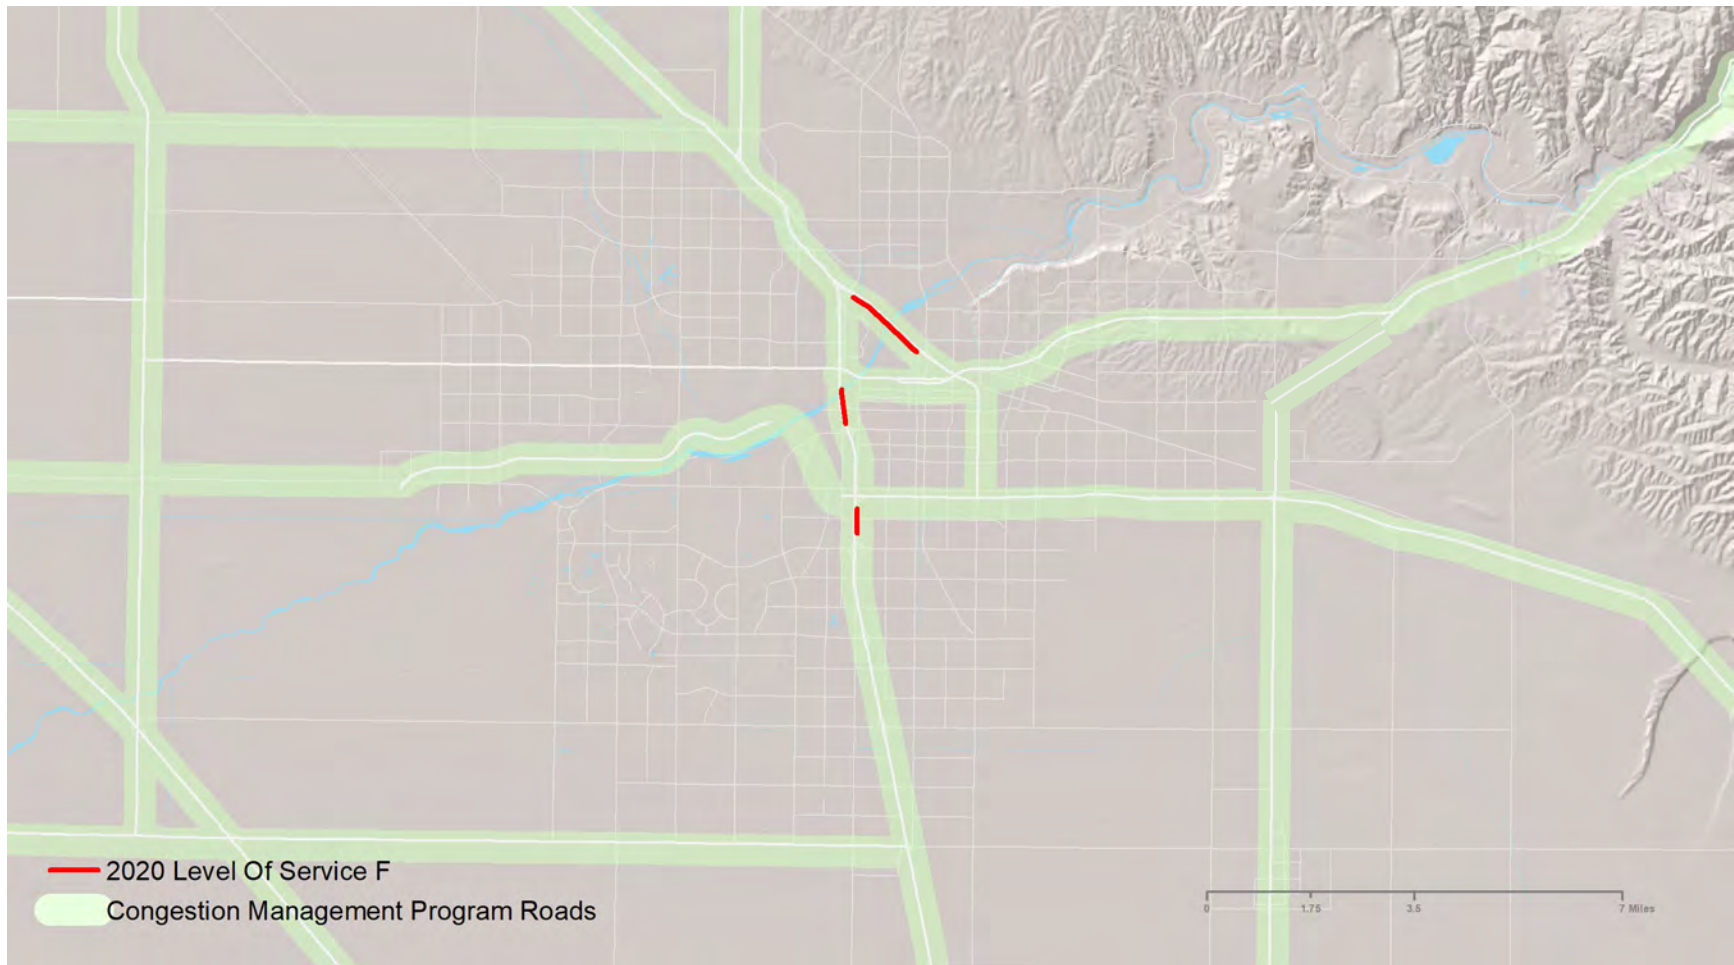 2020 Level Of Service F
Congestion Management Program Roads
0 1.75 3.5 7 Miles